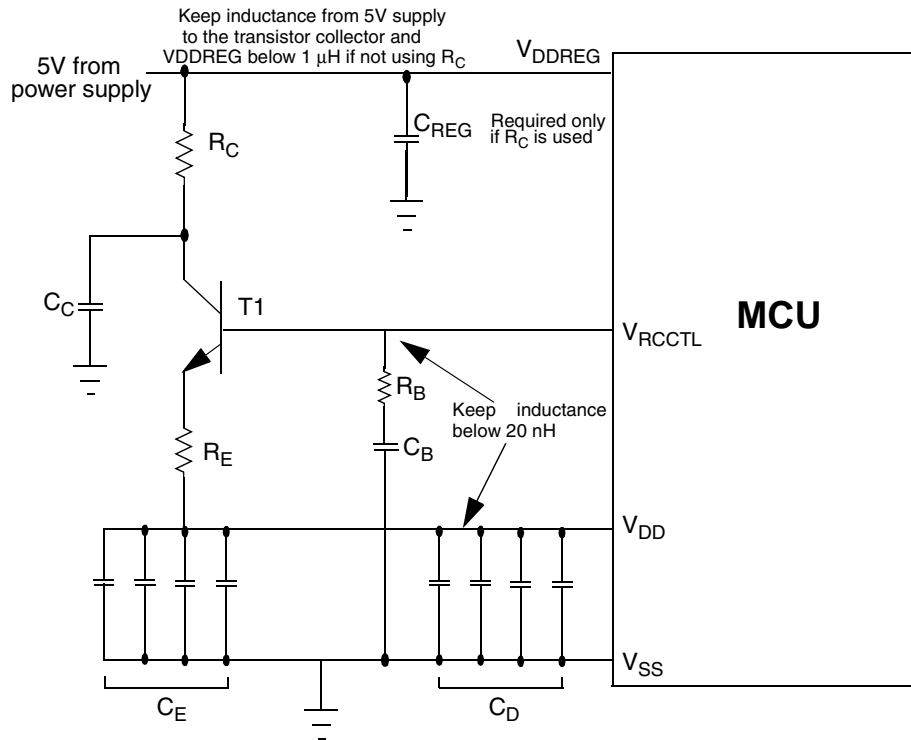 Keep inductance from 5V supply
to the transistor collector and
VDDREG below 1 μH if not using RC
5V from
power supply
VDDREG
CREG
Required only
if RC is used
RC
CC
T1
MCU
VRCCTL
RB
Keep inductance
below 20 nH
CB
RE
VDD
VSS
CE
CD